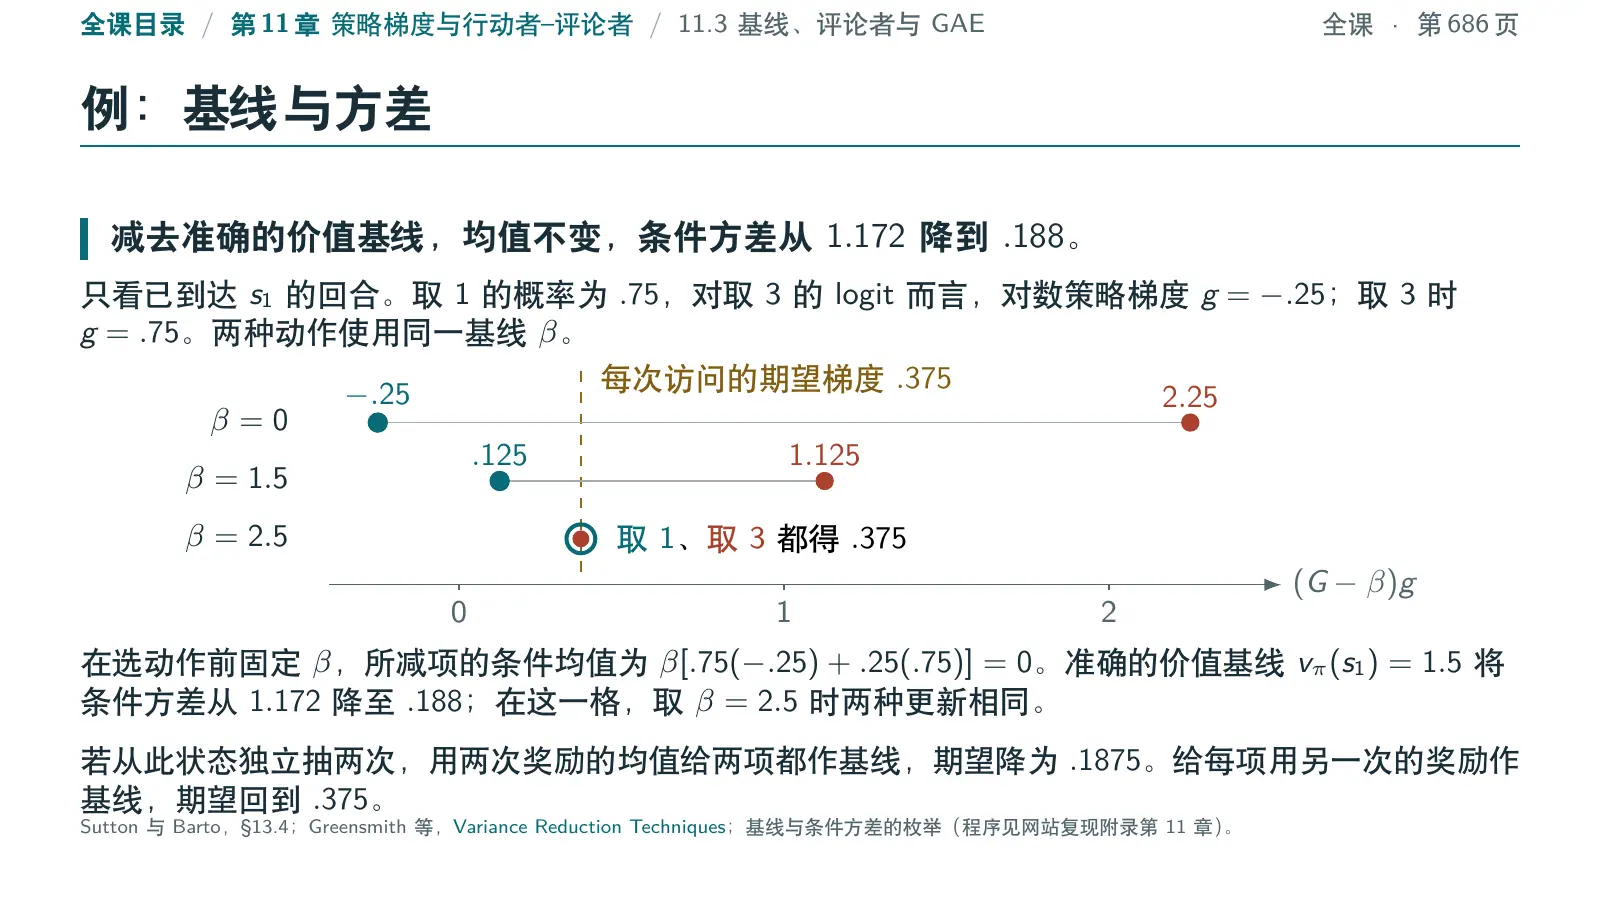 全课目录 / 第 11 章 策略梯度与行动者–评论者 / 11.3 基线、评论者与 GAE
全课 · 第 686 页
例：基线与方差
减去准确的价值基线，均值不变，条件方差从 1.172 降到 .188。
只看已到达 s₁ 的回合。取 1 的概率为 .75，对取 3 的 logit 而言，对数策略梯度 g = −.25；取 3 时
g = .75。两种动作使用同一基线 β。
每次访问的期望梯度 .375
β = 0
−.25
2.25
β = 1.5
.125
1.125
β = 2.5
取 1、取 3 都得 .375
0 1 2
(G − β)g
在选动作前固定 β，所减项的条件均值为 β[.75(−.25) + .25(.75)] = 0。准确的价值基线 vπ(s₁) = 1.5 将
条件方差从 1.172 降至 .188；在这一格，取 β = 2.5 时两种更新相同。
若从此状态独立抽两次，用两次奖励的均值给两项都作基线，期望降为 .1875。给每项用另一次的奖励作
基线，期望回到 .375。
Sutton 与 Barto，§13.4；Greensmith 等，Variance Reduction Techniques；基线与条件方差的枚举（程序见网站复现附录第 11 章）。